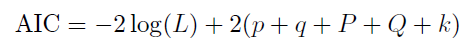 AIC = −2 log(L) + 2(p + q + P + Q + k)